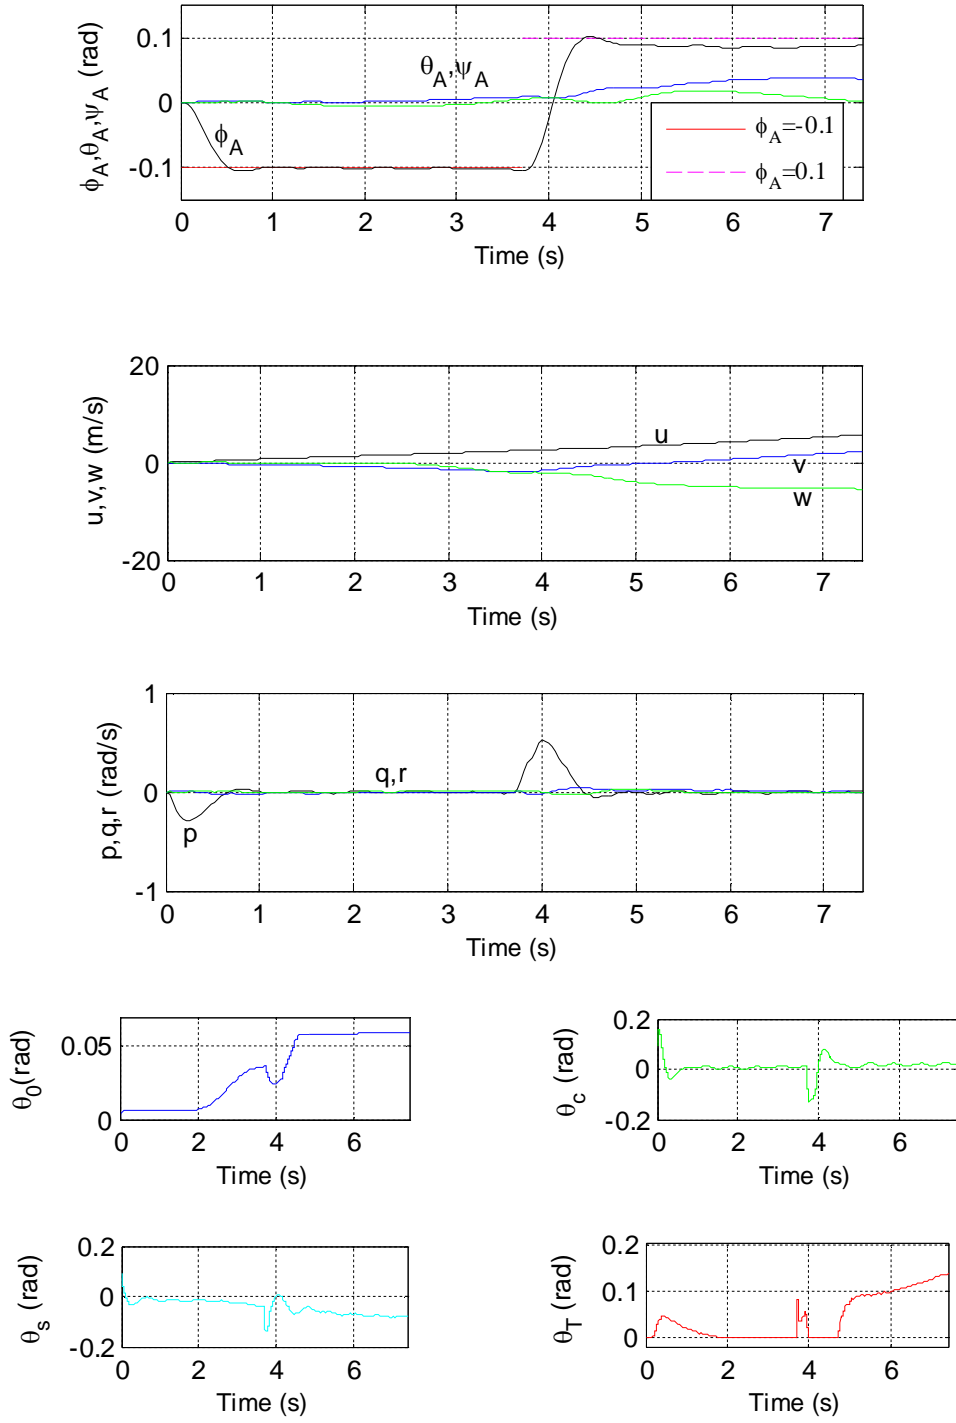 ϕA,θA,ψA (rad)
0.1
0
-0.1
θA,ψA
ϕA
ϕA=-0.1
ϕA=0.1
0 1 2 3 4 5 6 7
Time (s)
u,v,w (m/s)
20
0
-20
u
v
w
0 1 2 3 4 5 6 7
Time (s)
p,q,r (rad/s)
1
0
-1
q,r
p
0 1 2 3 4 5 6 7
Time (s)
θ0(rad)
0.05
0
0 2 4 6
Time (s)
θc (rad)
0.2
0
-0.2
0 2 4 6
Time (s)
θs (rad)
0.2
0
-0.2
0 2 4 6
Time (s)
θT (rad)
0.2
0.1
0
0 2 4 6
Time (s)